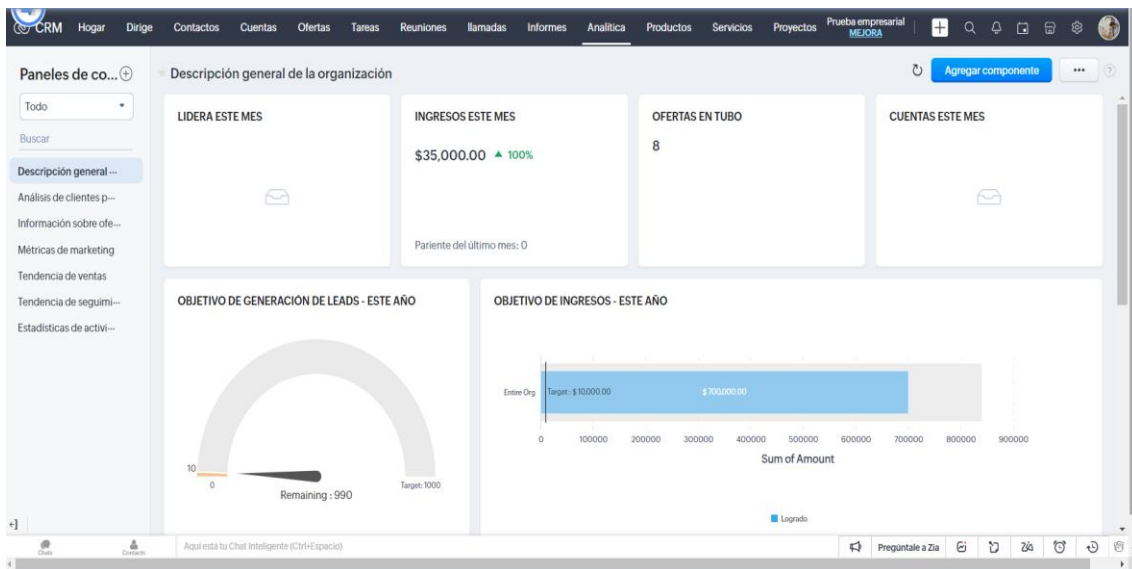 CRM Hogar Dirige Contactos Cuentas Ofertas Tareas Reuniones llamadas Informes Analítica Productos Servicios Proyectos Prueba empresarial
MEJORA
Paneles de co...
Descripción general de la organización
Agregar componente
Todo
Buscar
Descripción general ...
Análisis de clientes p...
Información sobre ofe...
Métricas de marketing
Tendencia de ventas
Tendencia de seguimi...
Estadísticas de activi...
LIDERA ESTE MES
INGRESOS ESTE MES
$35,000.00 100%
Pariente del último mes: 0
OFERTAS EN TUBO
8
CUENTAS ESTE MES
OBJETIVO DE GENERACIÓN DE LEADS - ESTE AÑO
10
0
Target: 1000
Remaining : 990
OBJETIVO DE INGRESOS - ESTE AÑO
Entire Org Target : $10,000.00 $700,000.00
0 100000 200000 300000 400000 500000 600000 700000 800000 900000
Sum of Amount
Logrado
Chats Contacto Aquí está tu Chat Inteligente (Ctrl+Espacio) Pregúntale a Zia